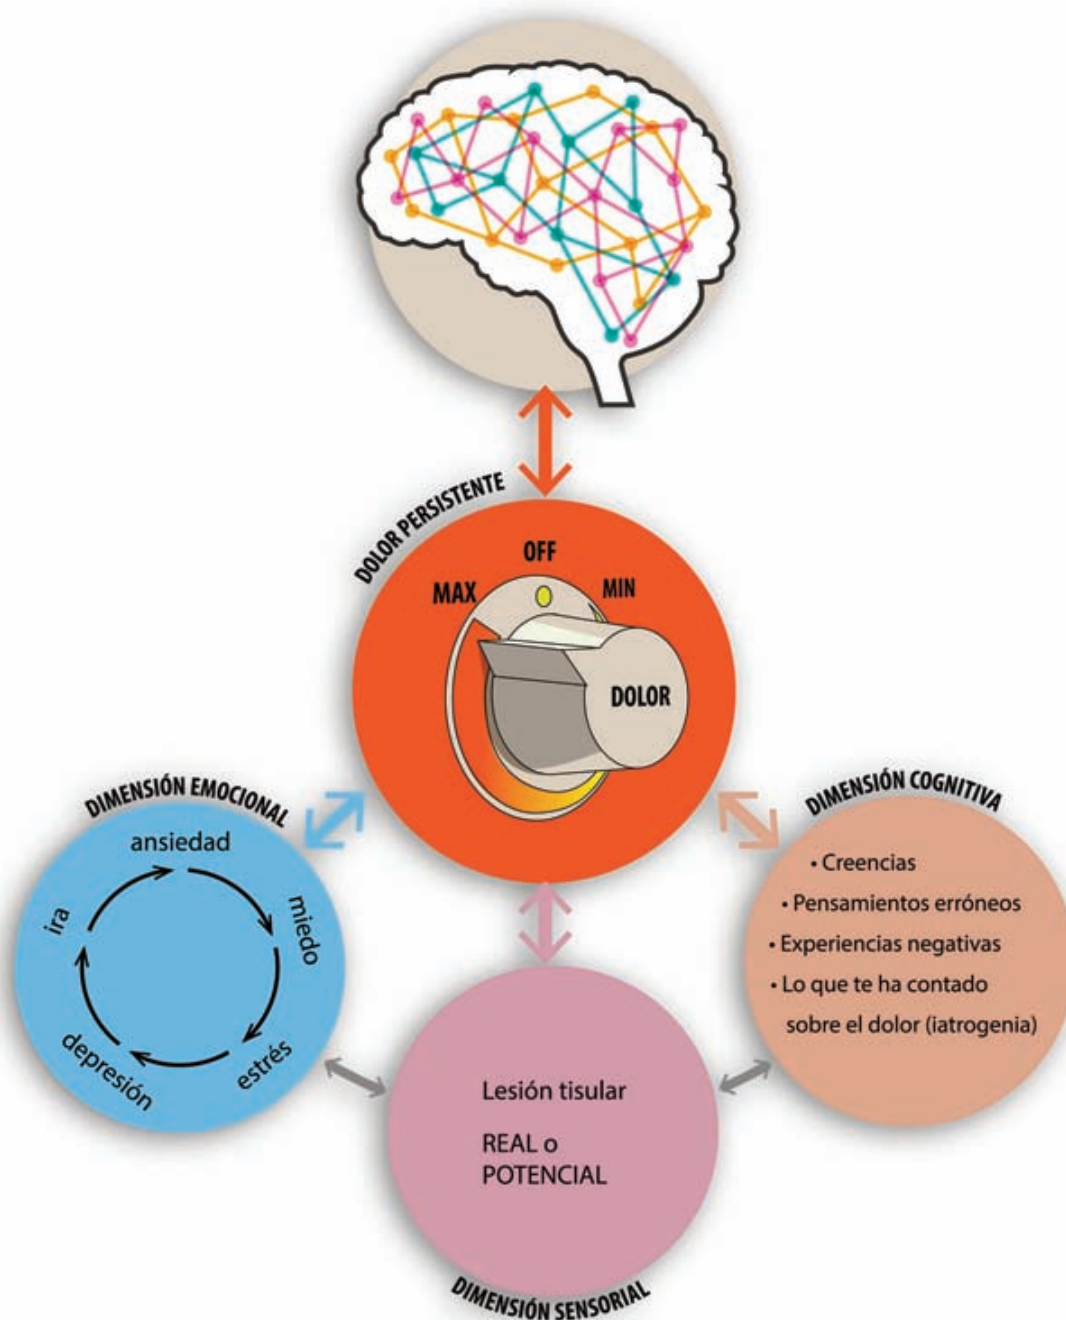 DOLOR PERSISTENTE
OFF
MAX
MIN
DOLOR
DIMENSIÓN EMOCIONAL
ansiedad
miedo
estrés
depresión
ira
DIMENSIÓN COGNITIVA
• Creencias
• Pensamientos erróneos
• Experiencias negativas
• Lo que te ha contado
sobre el dolor (iatrogenia)
Lesión tisular
REAL o
POTENCIAL
DIMENSIÓN SENSORIAL